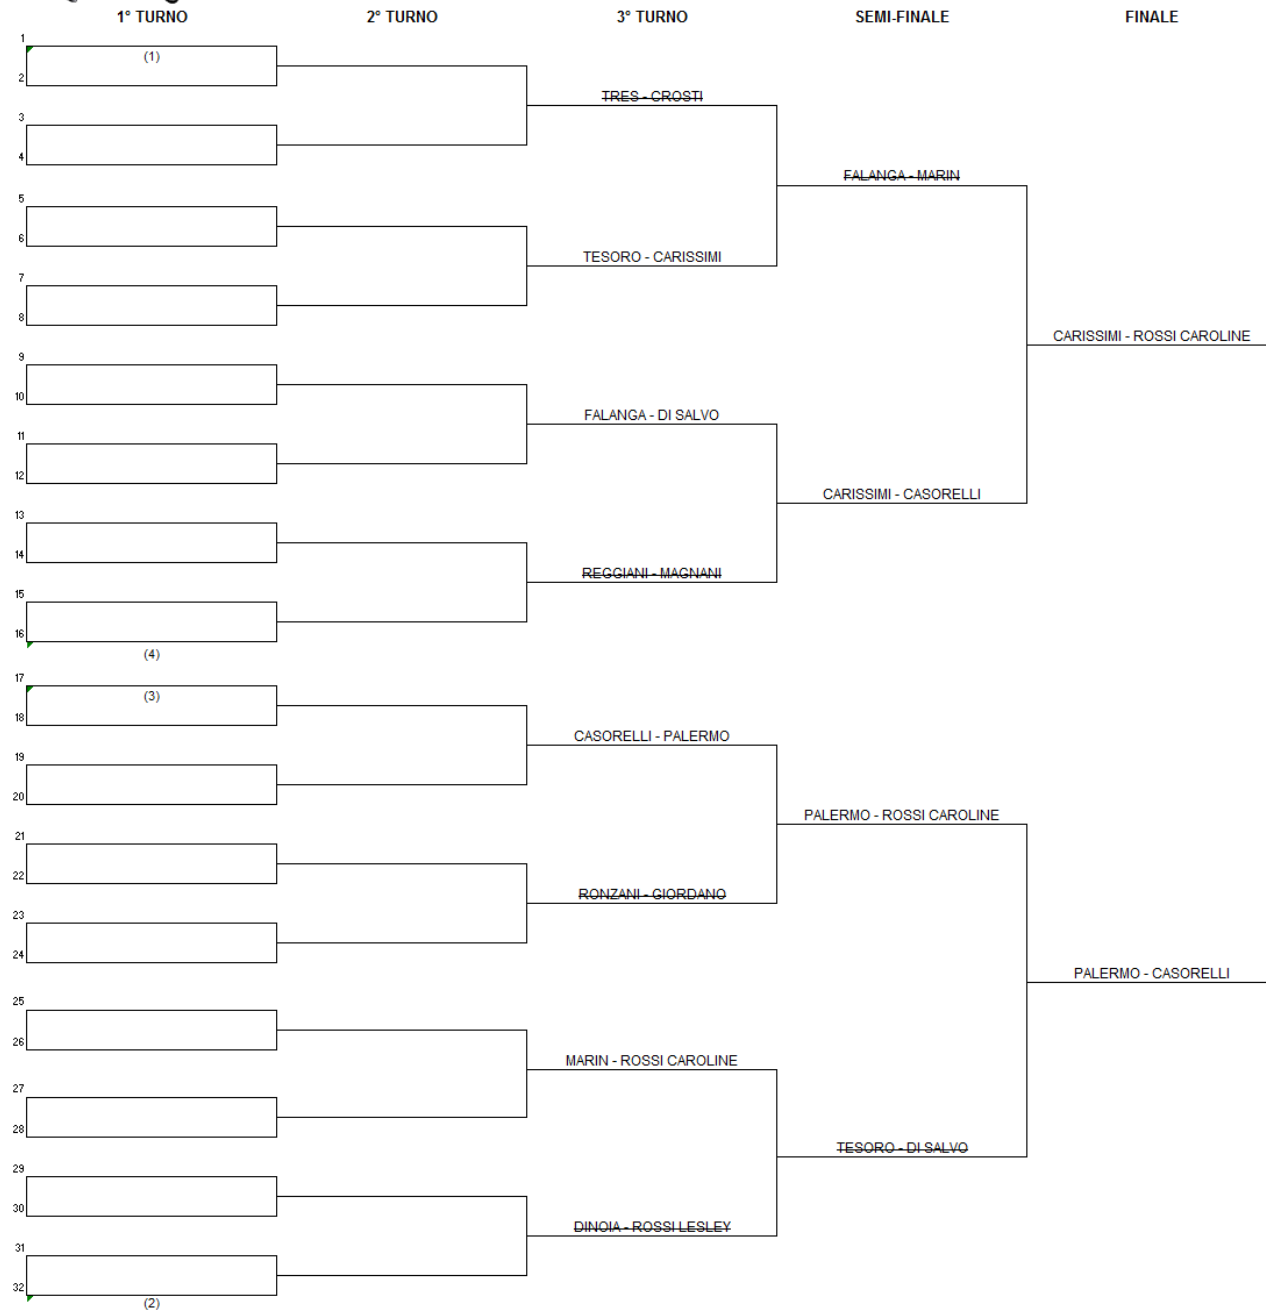 1° TURNO 2° TURNO 3° TURNO SEMI-FINALE FINALE
1
(1)
2
TRES - CROSTI
3
4
FALANGA - MARIN
5
6
TESORO - CARISSIMI
7
8
CARISSIMI - ROSSI CAROLINE
9
10
FALANGA - DI SALVO
11
12
CARISSIMI - CASORELLI
13
14
REGGIANI - MAGNANI
15
16
(4)
17
(3)
18
CASORELLI - PALERMO
19
20
PALERMO - ROSSI CAROLINE
21
22
RONZANI - GIORDANO
23
24
PALERMO - CASORELLI
25
26
MARIN - ROSSI CAROLINE
27
28
TESORO - DI SALVO
29
30
DINOIA - ROSSI LESLEY
31
32
(2)